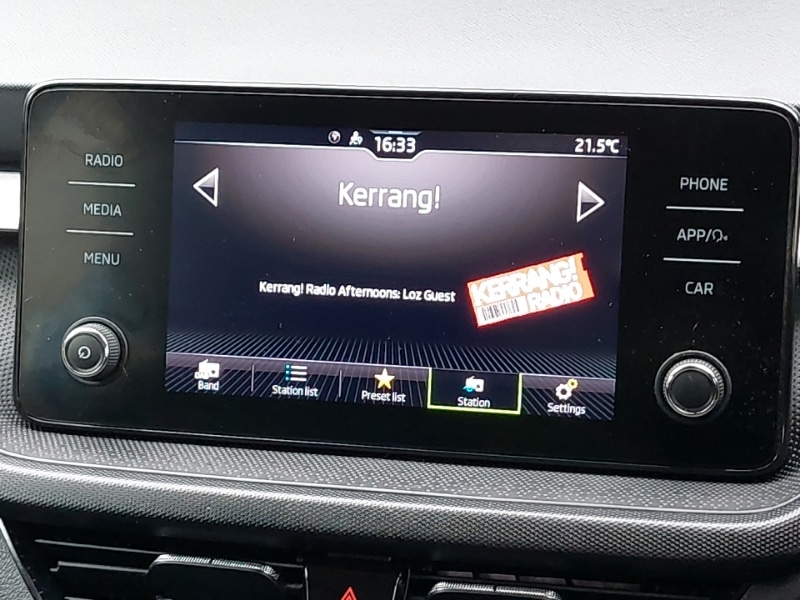 16:33
21.5°C
RADIO
MEDIA
MENU
Kerrang!
Kerrang! Radio Afternoons: Loz Guest
KERRANG!
RADIO
PHONE
APP/
CAR
Band
Station list
Preset list
Station
Settings